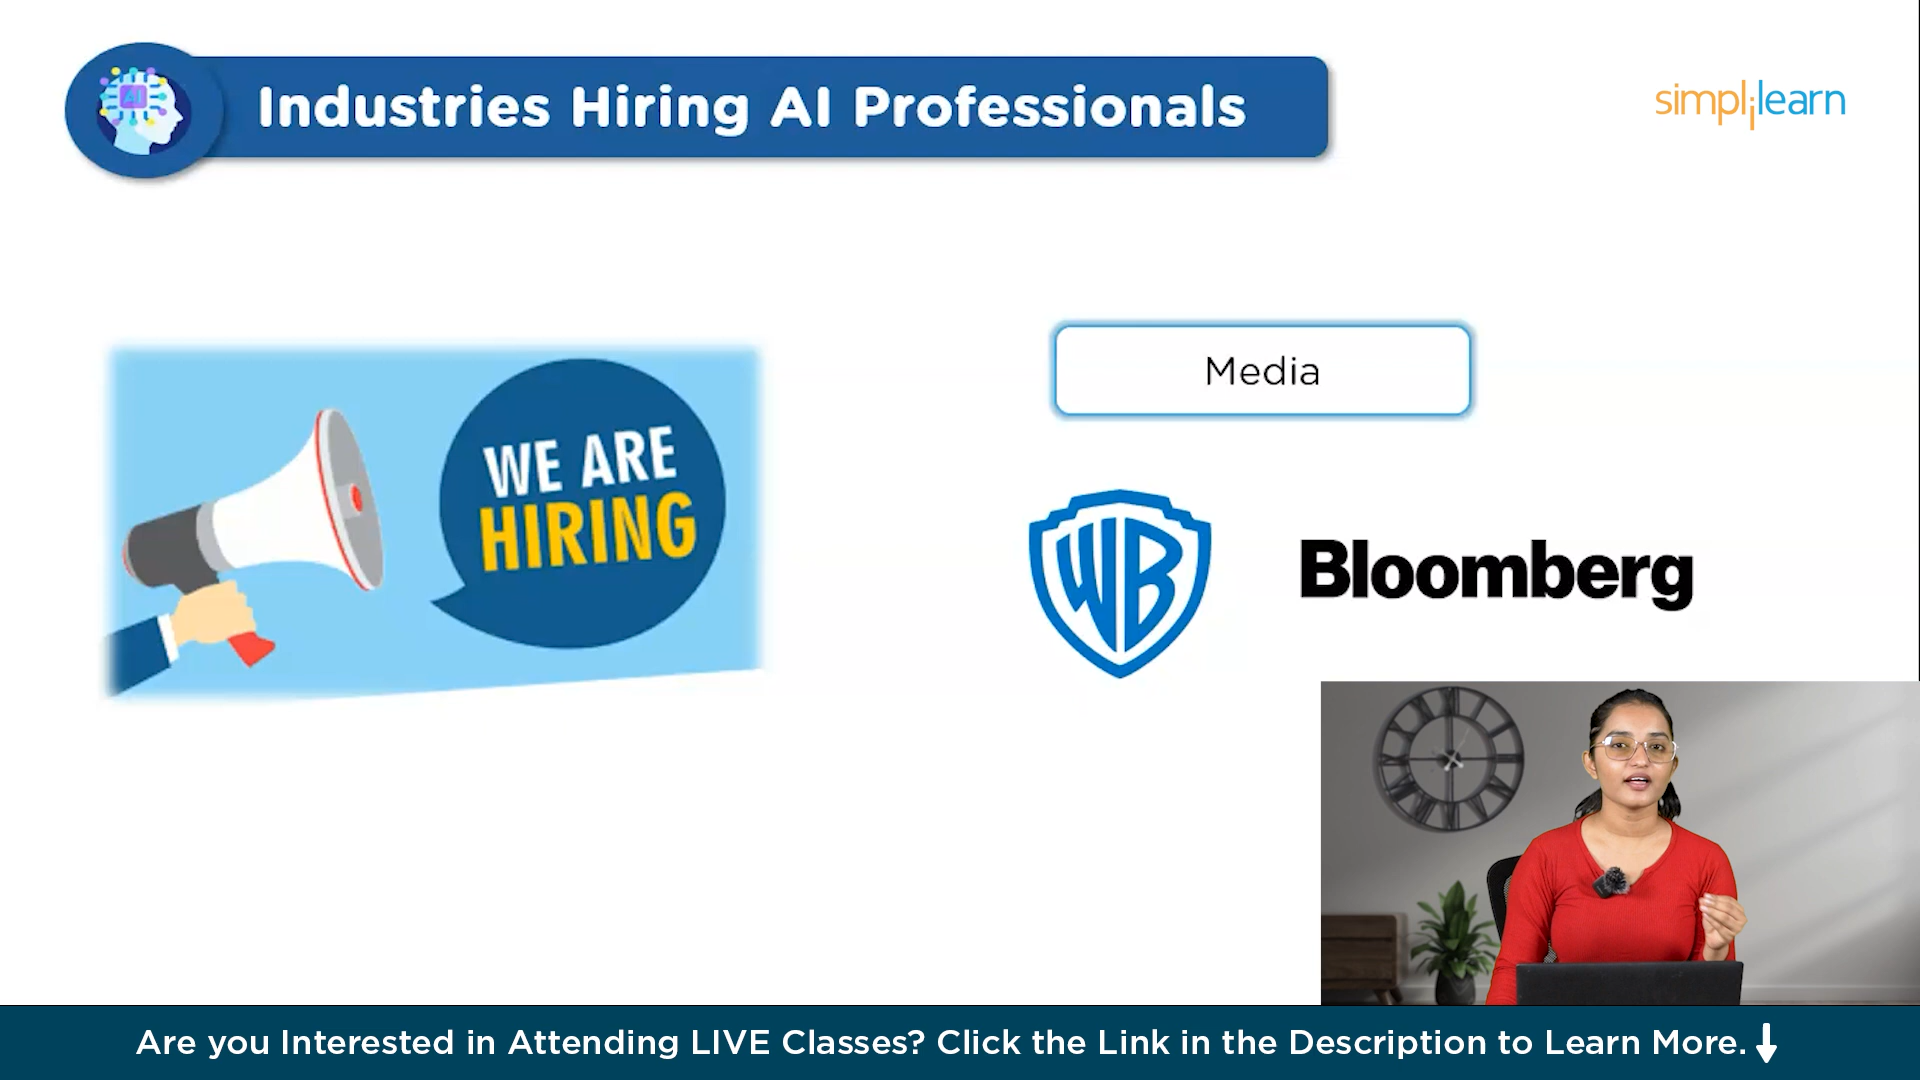 AI
Industries Hiring AI Professionals
simplilearn
Media
WE ARE
HIRING
WB
Bloomberg
Are you Interested in Attending LIVE Classes? Click the Link in the Description to Learn More.